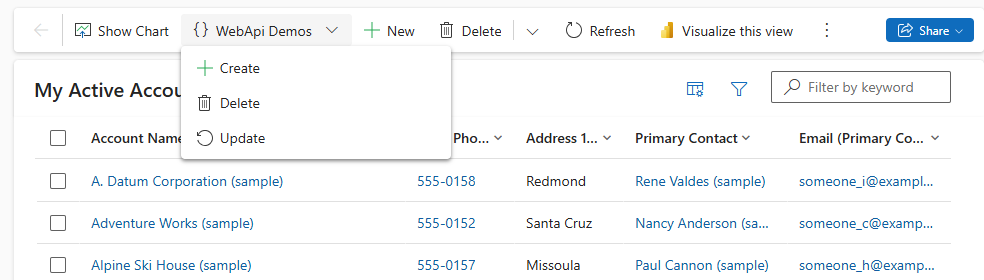 Show Chart {} WebApi Demos New Delete Refresh Visualize this view Share
Create
Delete
Update
My Active Accou
Filter by keyword
Account Name Pho... Address 1... Primary Contact Email (Primary Co...
A. Datum Corporation (sample) 555-0158 Redmond Rene Valdes (sample) someone_i@exampl...
Adventure Works (sample) 555-0152 Santa Cruz Nancy Anderson (sa... someone_c@exampl...
Alpine Ski House (sample) 555-0157 Missoula Paul Cannon (sample) someone_h@exampl...